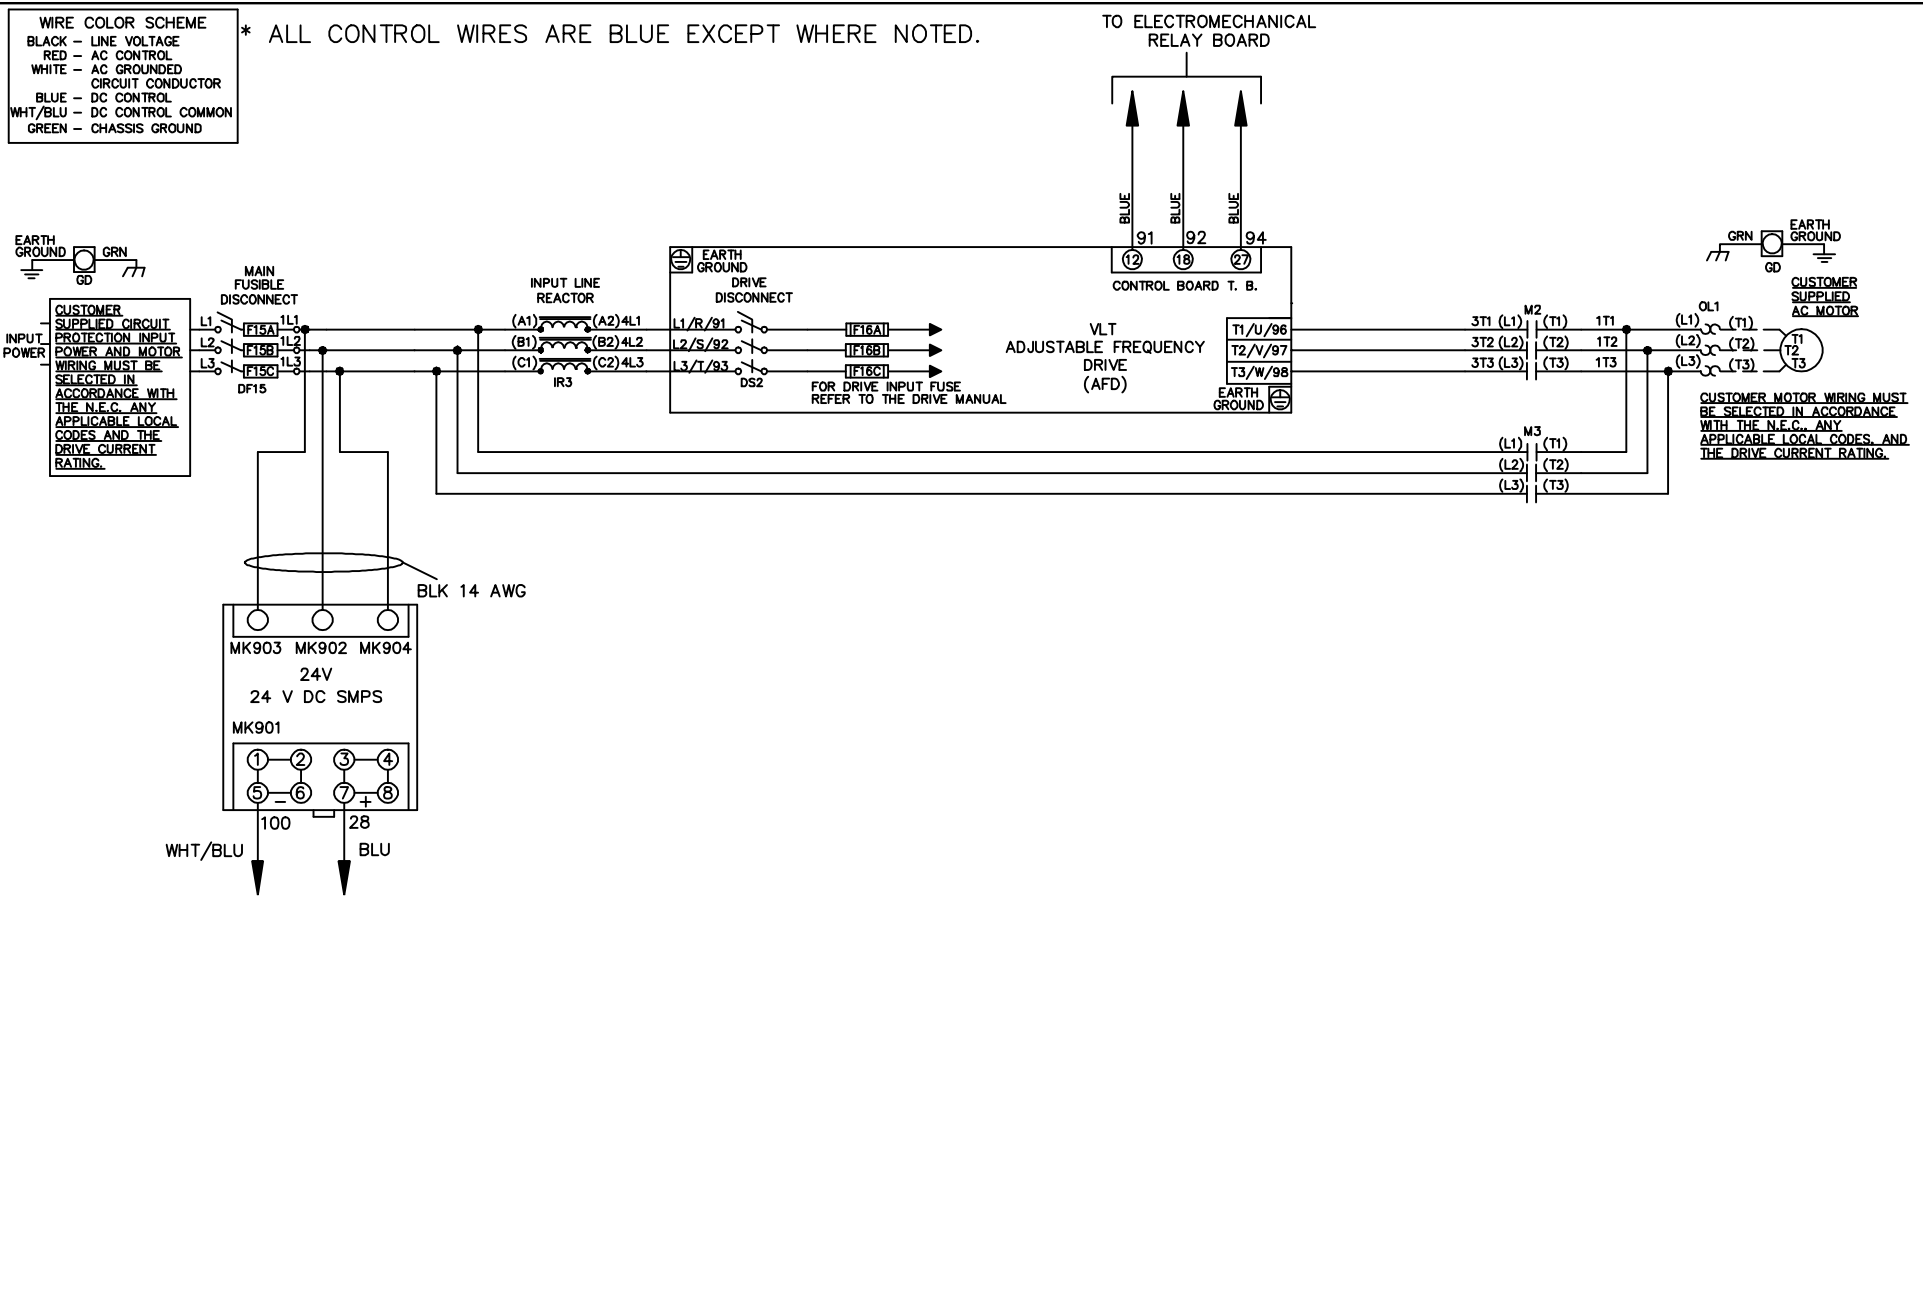 WIRE COLOR SCHEME
BLACK – LINE VOLTAGE
RED – AC CONTROL
WHITE – AC GROUNDED
CIRCUIT CONDUCTOR
BLUE – DC CONTROL
WHT/BLU – DC CONTROL COMMON
GREEN – CHASSIS GROUND
* ALL CONTROL WIRES ARE BLUE EXCEPT WHERE NOTED.
TO ELECTROMECHANICAL
RELAY BOARD
BLUE
BLUE
BLUE
91
92
94
12
18
27
CONTROL BOARD T. B.
EARTH
GROUND
GRN
GD
INPUT
POWER
CUSTOMER
SUPPLIED CIRCUIT
PROTECTION INPUT
POWER AND MOTOR
WIRING MUST BE
SELECTED IN
ACCORDANCE WITH
THE N.E.C. ANY
APPLICABLE LOCAL
CODES AND THE
DRIVE CURRENT
RATING.
MAIN
FUSIBLE
DISCONNECT
L1 F15A 1L1
L2 F15B 1L2
L3 F15C 1L3
DF15
INPUT LINE
REACTOR
(A1) (A2) 4L1
(B1) (B2) 4L2
(C1) (C2) 4L3
IR3
EARTH
GROUND
DRIVE
DISCONNECT
L1/R/91
L2/S/92
L3/T/93
DS2
F16A
F16B
F16C
FOR DRIVE INPUT FUSE
REFER TO THE DRIVE MANUAL
VLT
ADJUSTABLE FREQUENCY
DRIVE
(AFD)
T1/U/96
T2/V/97
T3/W/98
EARTH
GROUND
M2
3T1 (L1) (T1) 1T1
3T2 (L2) (T2) 1T2
3T3 (L3) (T3) 1T3
M3
(L1) (T1)
(L2) (T2)
(L3) (T3)
OL1
(L1) (T1)
(L2) (T2)
(L3) (T3)
T1
T2
T3
GRN
EARTH
GROUND
GD
CUSTOMER
SUPPLIED
AC MOTOR
CUSTOMER MOTOR WIRING MUST
BE SELECTED IN ACCORDANCE
WITH THE N.E.C., ANY
APPLICABLE LOCAL CODES, AND
THE DRIVE CURRENT RATING.
BLK 14 AWG
MK903 MK902 MK904
24V
24 V DC SMPS
MK901
1 2 3 4
5 – 6 7 + 8
100
28
WHT/BLU
BLU